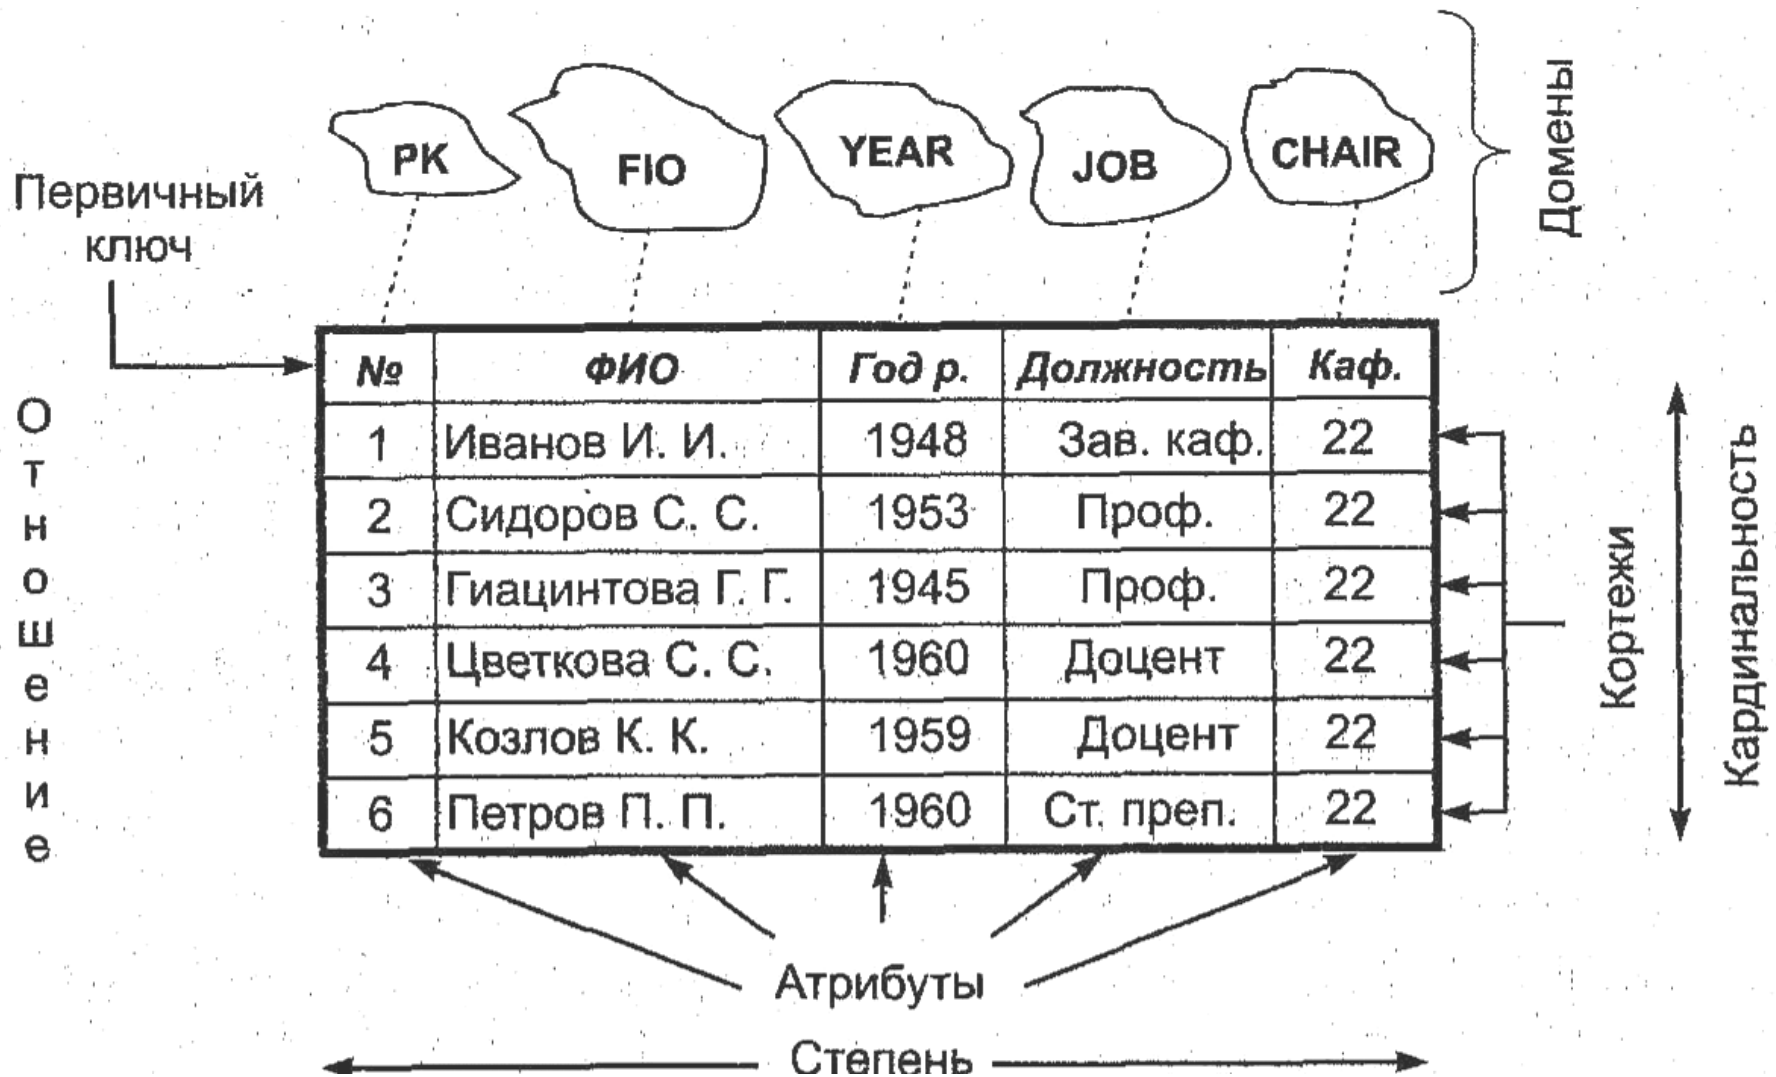 PK FIO YEAR JOB CHAIR
Домены
Первичный
ключ
Отношение
№ ФИО Год р. Должность Каф.
1 Иванов И. И. 1948 Зав. каф. 22
2 Сидоров С. С. 1953 Проф. 22
3 Гиацинтова Г. Г. 1945 Проф. 22
4 Цветкова С. С. 1960 Доцент 22
5 Козлов К. К. 1959 Доцент 22
6 Петров П. П. 1960 Ст. преп. 22
Кортежи
Кардинальность
Атрибуты
Степень